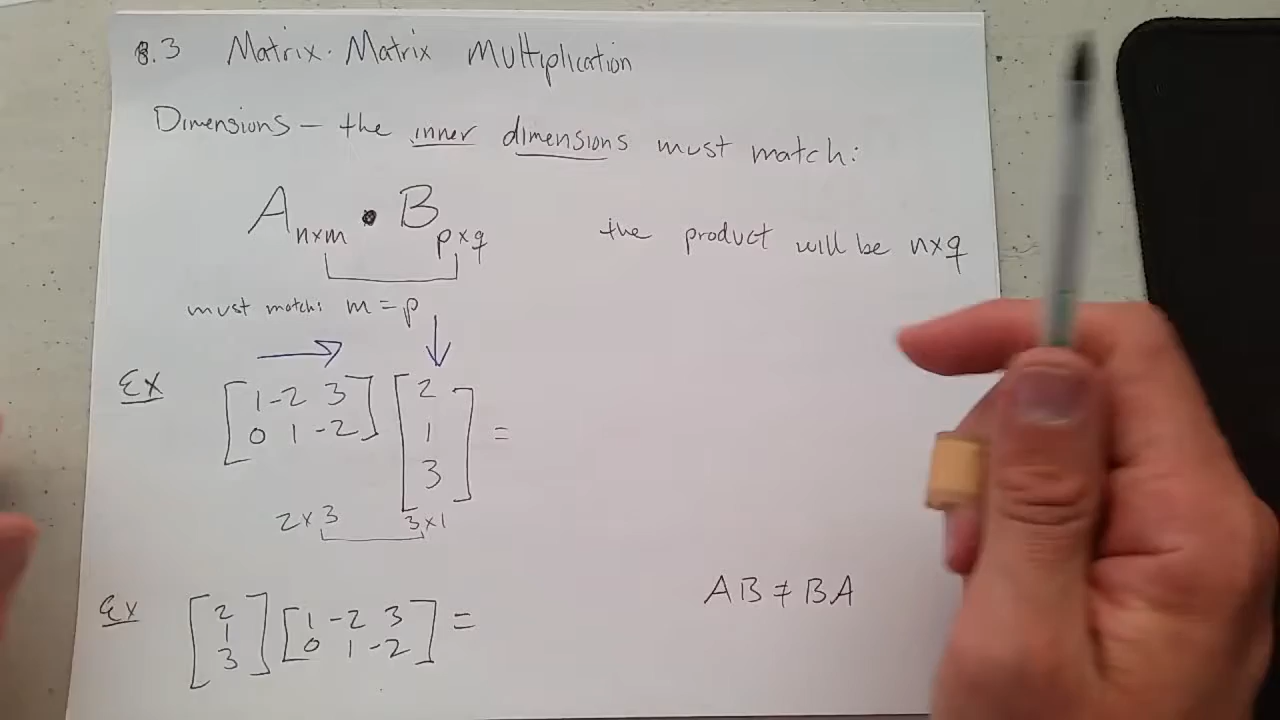 8.3 Matrix · Matrix Multiplication
Dimensions – the inner dimensions must match:
A n×m · B p×q the product will be n×q
must match: m = p
Ex [1 -2 3 [2
0 1 -2] 1
3] =
2×3 3×1
Ex [2 [1 -2 3
1 0 1 -2] =
3]
AB ≠ BA